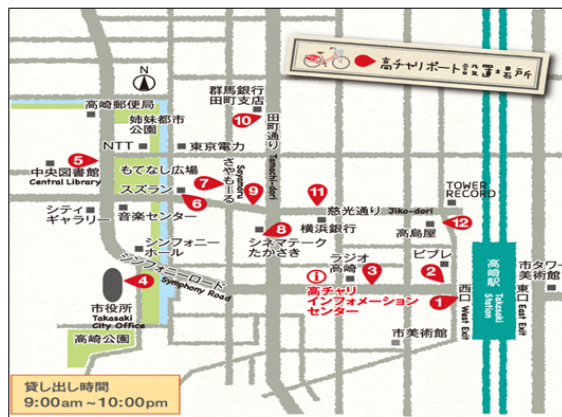 高チャリポート設置場所
N
高崎郵便局
姉妹都市
公園
群馬銀行
田町支店
10
田町通り
Tamachi-dori
NTT
東京電力
5
中央図書館
Central Library
もてなし広場
スズラン
7
さやもーる
Sayamoru
6
9
11
慈光通り
Jiko-dori
TOWER
RECORD
12
シティ
ギャラリー
音楽センター
8
シネマテーク
たかさき
横浜銀行
高島屋
シンフォニー
ホール
シンフォニーロード
Symphony Road
ラジオ
高崎
3
ビブレ
2
高崎駅
Takasaki
Station
市タワー
美術館
4
市役所
Takasaki
City Office
i
高チャリ
インフォメーション
センター
1
西口 West Exit
東口 East Exit
高崎公園
市美術館
貸し出し時間
9:00am~10:00pm